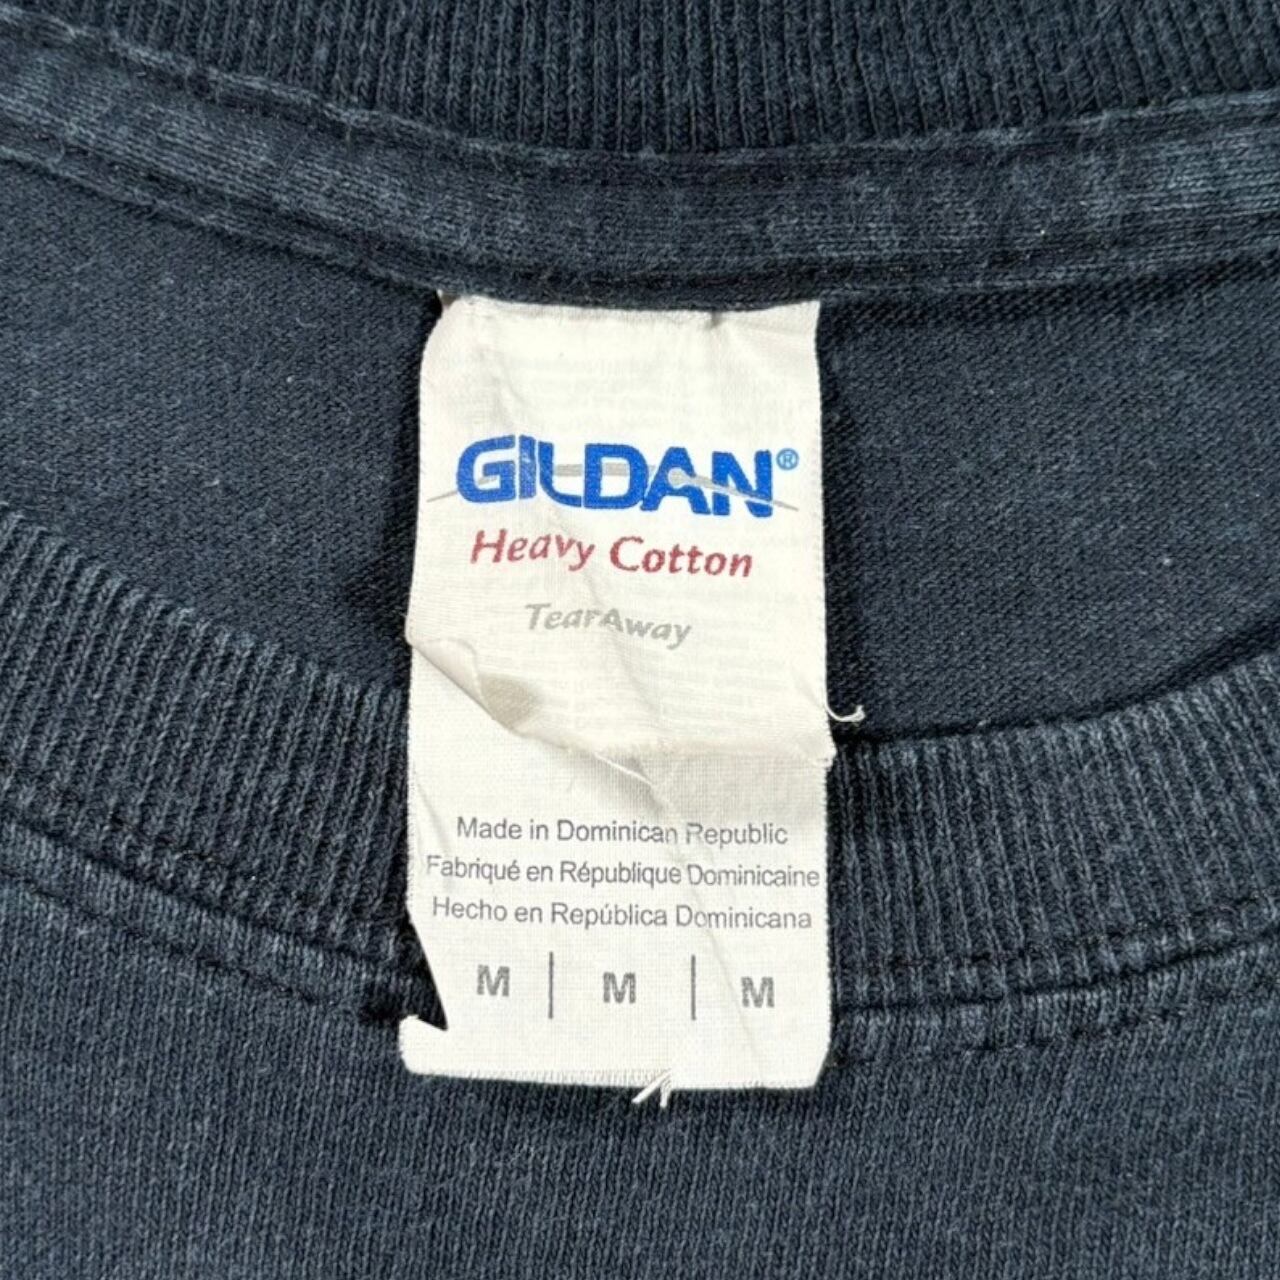 GILDAN®
Heavy Cotton
TearAway
Made in Dominican Republic
Fabriqué en République Dominicaine
Hecho en República Dominicana
M | M | M